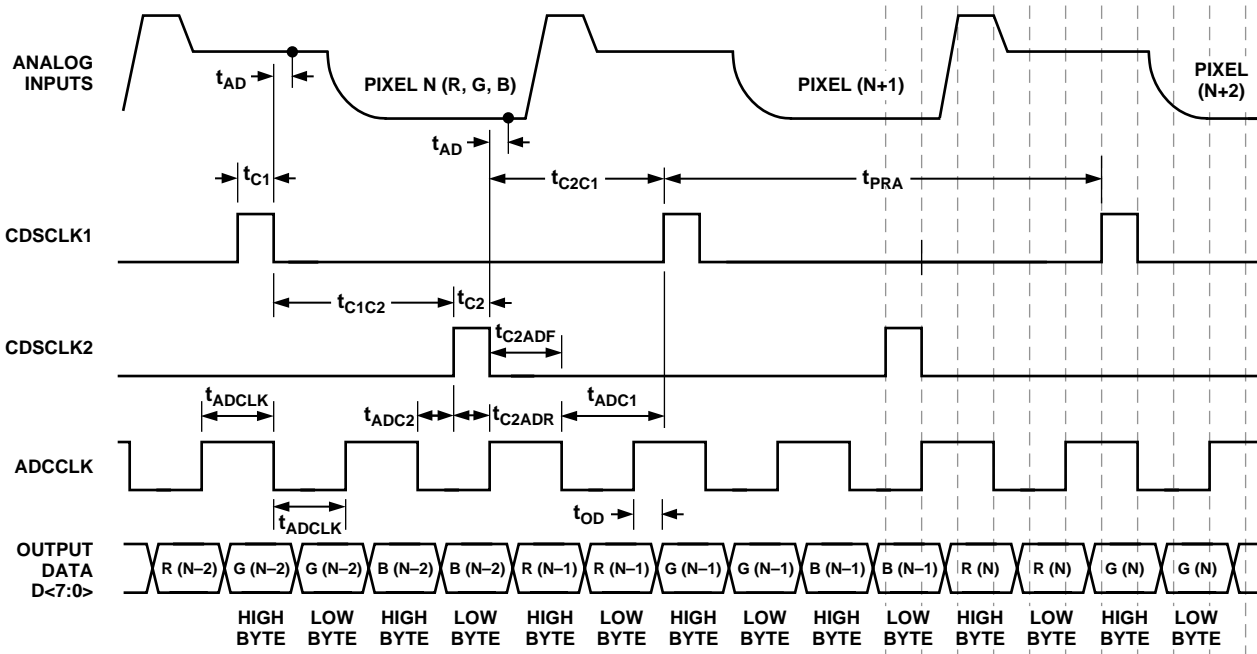 ANALOG
INPUTS
tAD
PIXEL N (R, G, B)
PIXEL (N+1)
PIXEL
(N+2)
tAD
tC1
tC2C1
tPRA
CDSCLK1
tC1C2
tC2
CDSCLK2
tC2ADF
tADCLK
tADC2
tC2ADR
tADC1
ADCCLK
tADCLK
tOD
OUTPUT
DATA
D<7:0>
R (N–2) G (N–2) G (N–2) B (N–2) B (N–2) R (N–1) R (N–1) G (N–1) G (N–1) B (N–1) B (N–1) R (N) R (N) G (N) G (N)
HIGH LOW HIGH LOW HIGH LOW HIGH LOW HIGH LOW HIGH LOW HIGH LOW
BYTE BYTE BYTE BYTE BYTE BYTE BYTE BYTE BYTE BYTE BYTE BYTE BYTE BYTE